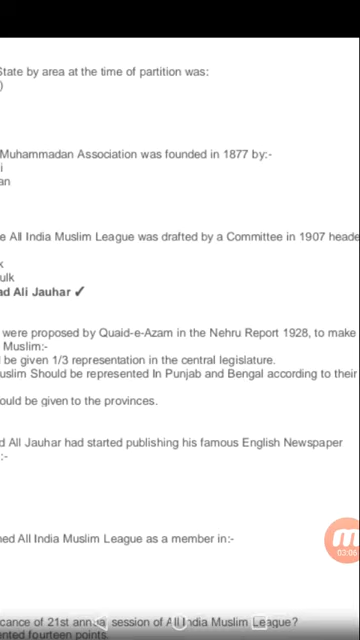 State by area at the time of partition was:
)
Muhammadan Association was founded in 1877 by:-
i
an
e All India Muslim League was drafted by a Committee in 1907 heade
k
ulk
ad Ali Jauhar ✓
were proposed by Quaid-e-Azam in the Nehru Report 1928, to make
Muslim:-
be given 1/3 representation in the central legislature.
uslim Should be represented In Punjab and Bengal according to their
ould be given to the provinces.
d All Jauhar had started publishing his famous English Newspaper
:-
ned All India Muslim League as a member in:-
03:06
cance of 21st annual session of All India Muslim League?
ented fourteen points.